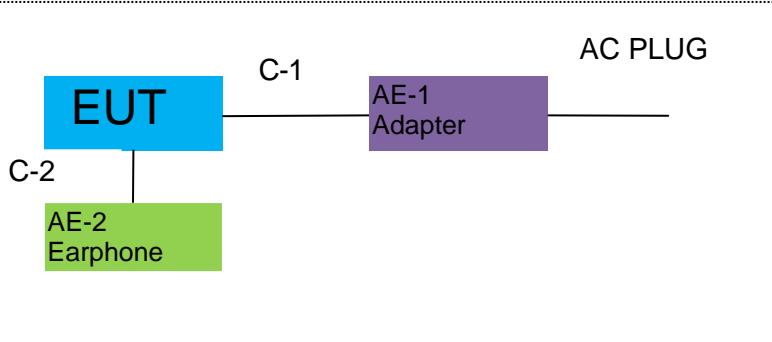 AC PLUG
C-1
EUT
AE-1
Adapter
C-2
AE-2
Earphone